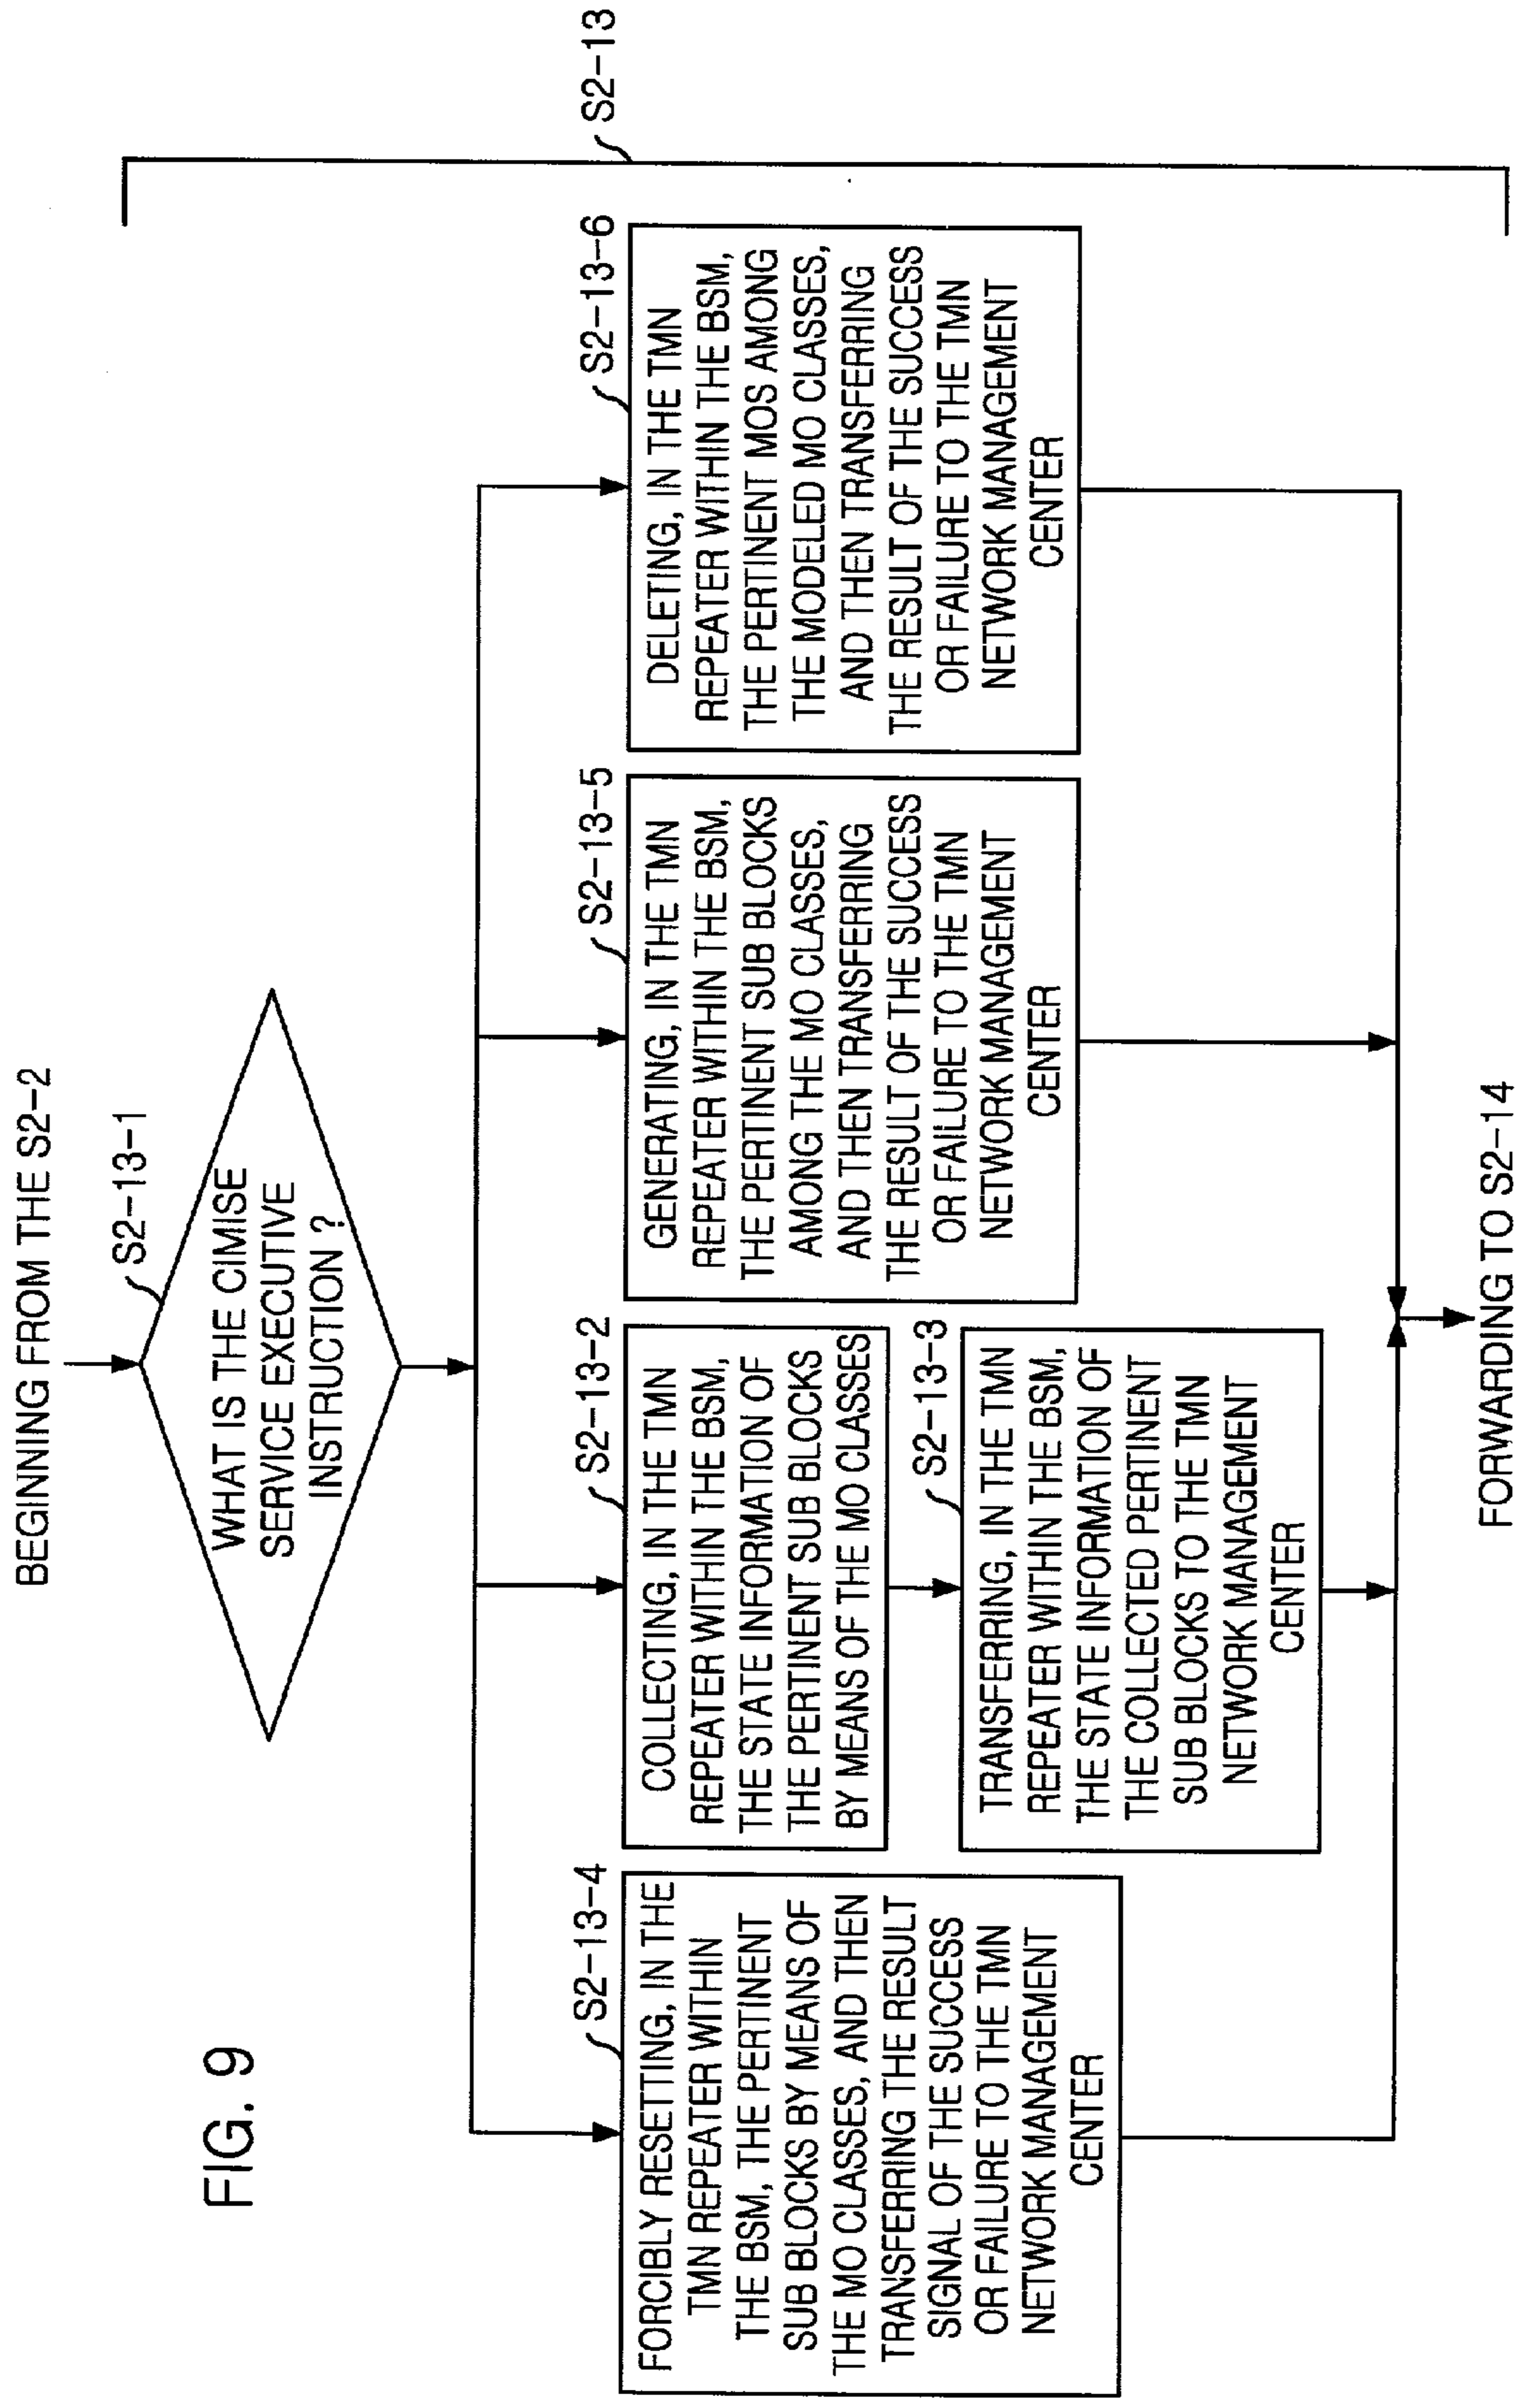 FIG. 9
BEGINNING FROM THE S2-2
S2-13-1
WHAT IS THE CIMISE
SERVICE EXECUTIVE
INSTRUCTION ?
S2-13
S2-13-4
FORCIBLY RESETTING, IN THE
TMN REPEATER WITHIN
THE BSM, THE PERTINENT
SUB BLOCKS BY MEANS OF
THE MO CLASSES, AND THEN
TRANSFERRING THE RESULT
SIGNAL OF THE SUCCESS
OR FAILURE TO THE TMN
NETWORK MANAGEMENT
CENTER
S2-13-2
COLLECTING, IN THE TMN
REPEATER WITHIN THE BSM,
THE STATE INFORMATION OF
THE PERTINENT SUB BLOCKS
BY MEANS OF THE MO CLASSES
S2-13-3
TRANSFERRING, IN THE TMN
REPEATER WITHIN THE BSM,
THE STATE INFORMATION OF
THE COLLECTED PERTINENT
SUB BLOCKS TO THE TMN
NETWORK MANAGEMENT
CENTER
S2-13-5
GENERATING, IN THE TMN
REPEATER WITHIN THE BSM,
THE PERTINENT SUB BLOCKS
AMONG THE MO CLASSES,
AND THEN TRANSFERRING
THE RESULT OF THE SUCCESS
OR FAILURE TO THE TMN
NETWORK MANAGEMENT
CENTER
S2-13-6
DELETING, IN THE TMN
REPEATER WITHIN THE BSM,
THE PERTINENT MOS AMONG
THE MODELED MO CLASSES,
AND THEN TRANSFERRING
THE RESULT OF THE SUCCESS
OR FAILURE TO THE TMN
NETWORK MANAGEMENT
CENTER
FORWARDING TO S2-14